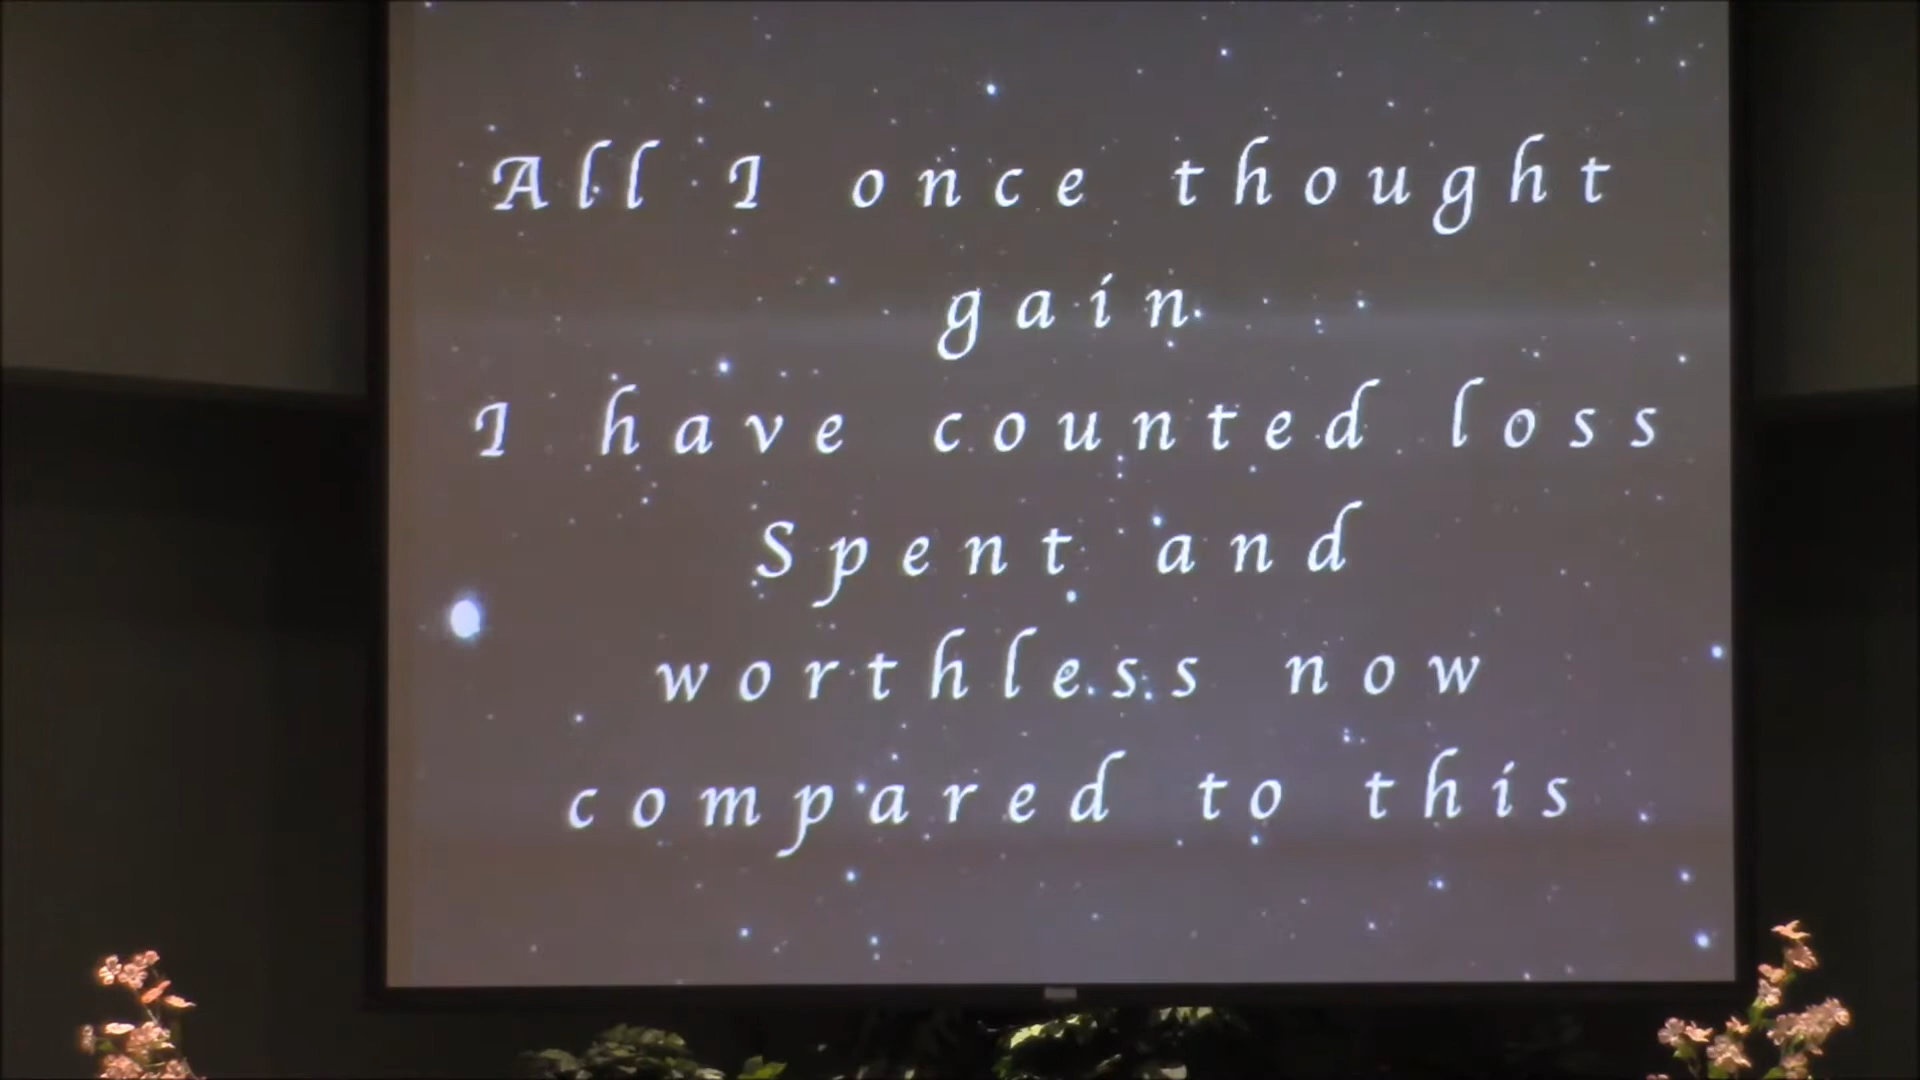 All I once thought
gain
I have counted loss
Spent and
worthless now
compared to this